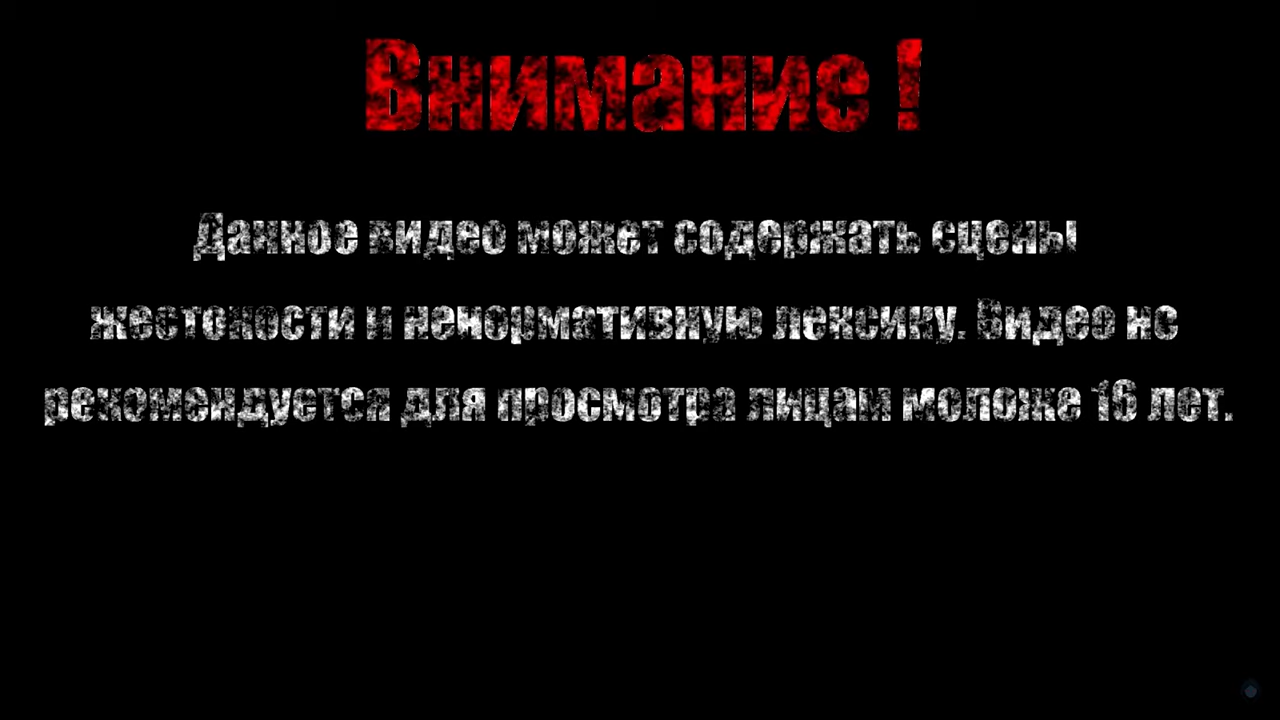 Внимание !
Данное видео может содержать сцены
жестокости и ненормативную лексику. Видео не
рекомендуется для просмотра лицам моложе 16 лет.